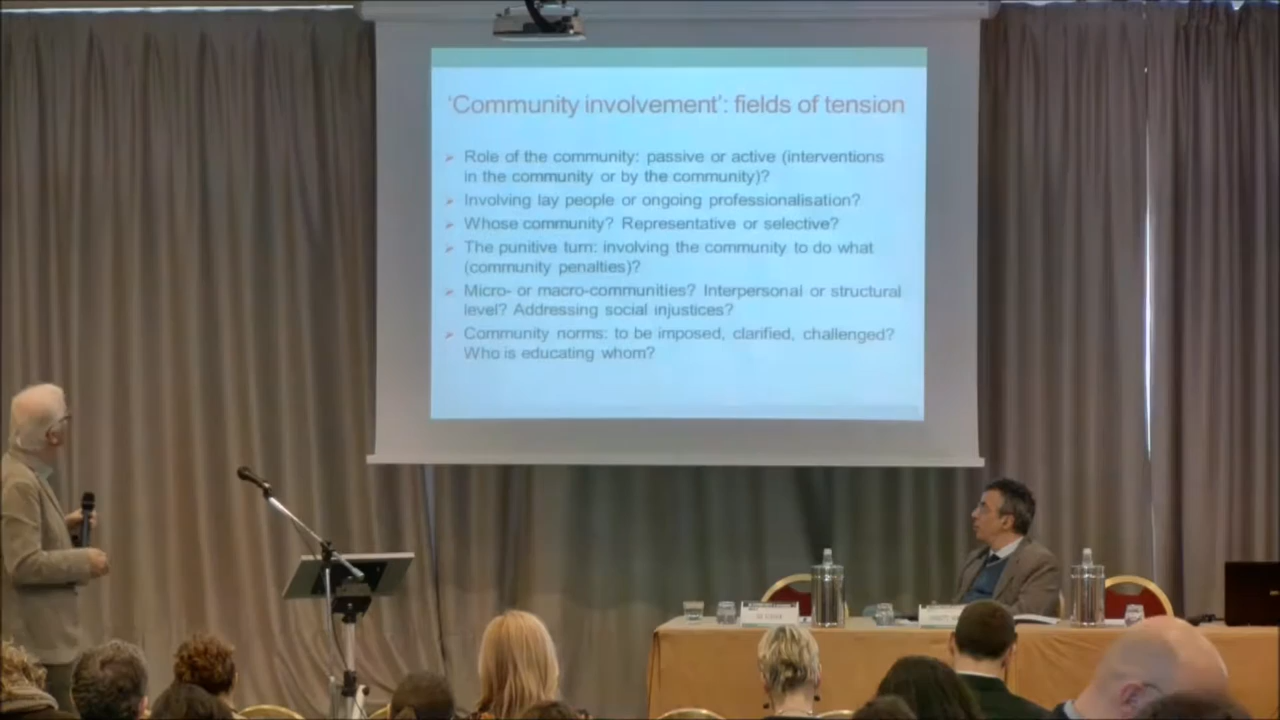 'Community involvement': fields of tension
➢ Role of the community: passive or active (interventions
in the community or by the community)?
➢ Involving lay people or ongoing professionalisation?
➢ Whose community? Representative or selective?
➢ The punitive turn: involving the community to do what
(community penalties)?
➢ Micro- or macro-communities? Interpersonal or structural
level? Addressing social injustices?
➢ Community norms: to be imposed, clarified, challenged?
Who is educating whom?